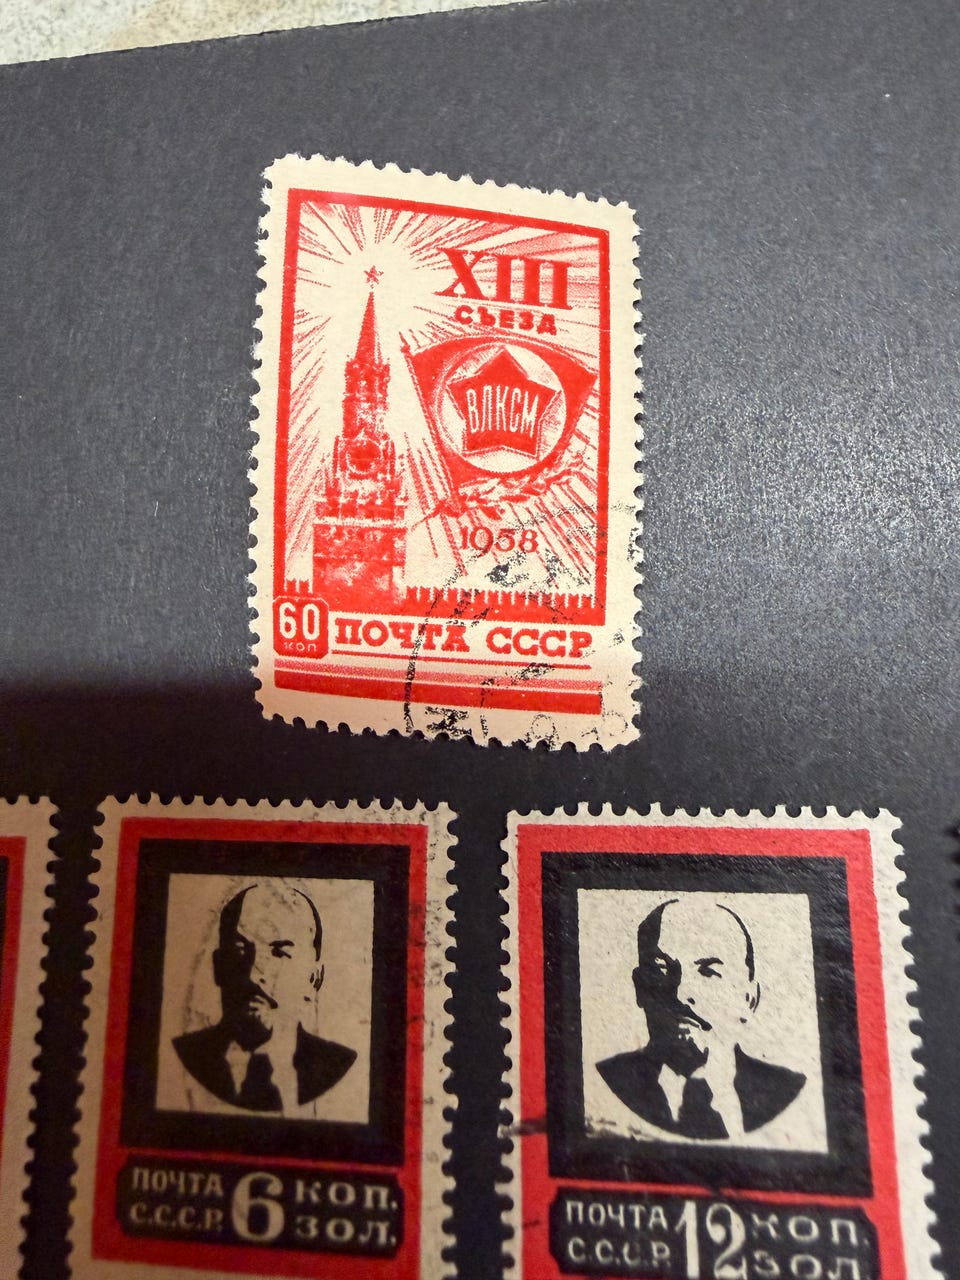 XIII
СЪЕЗД
ВЛКСМ
1958
60
КОП
ПОЧТА СССР
ПОЧТА 6 КОП.
С.С.С.Р. ЗОЛ.
ПОЧТА 12 КОП.
С.С.С.Р. ЗОЛ